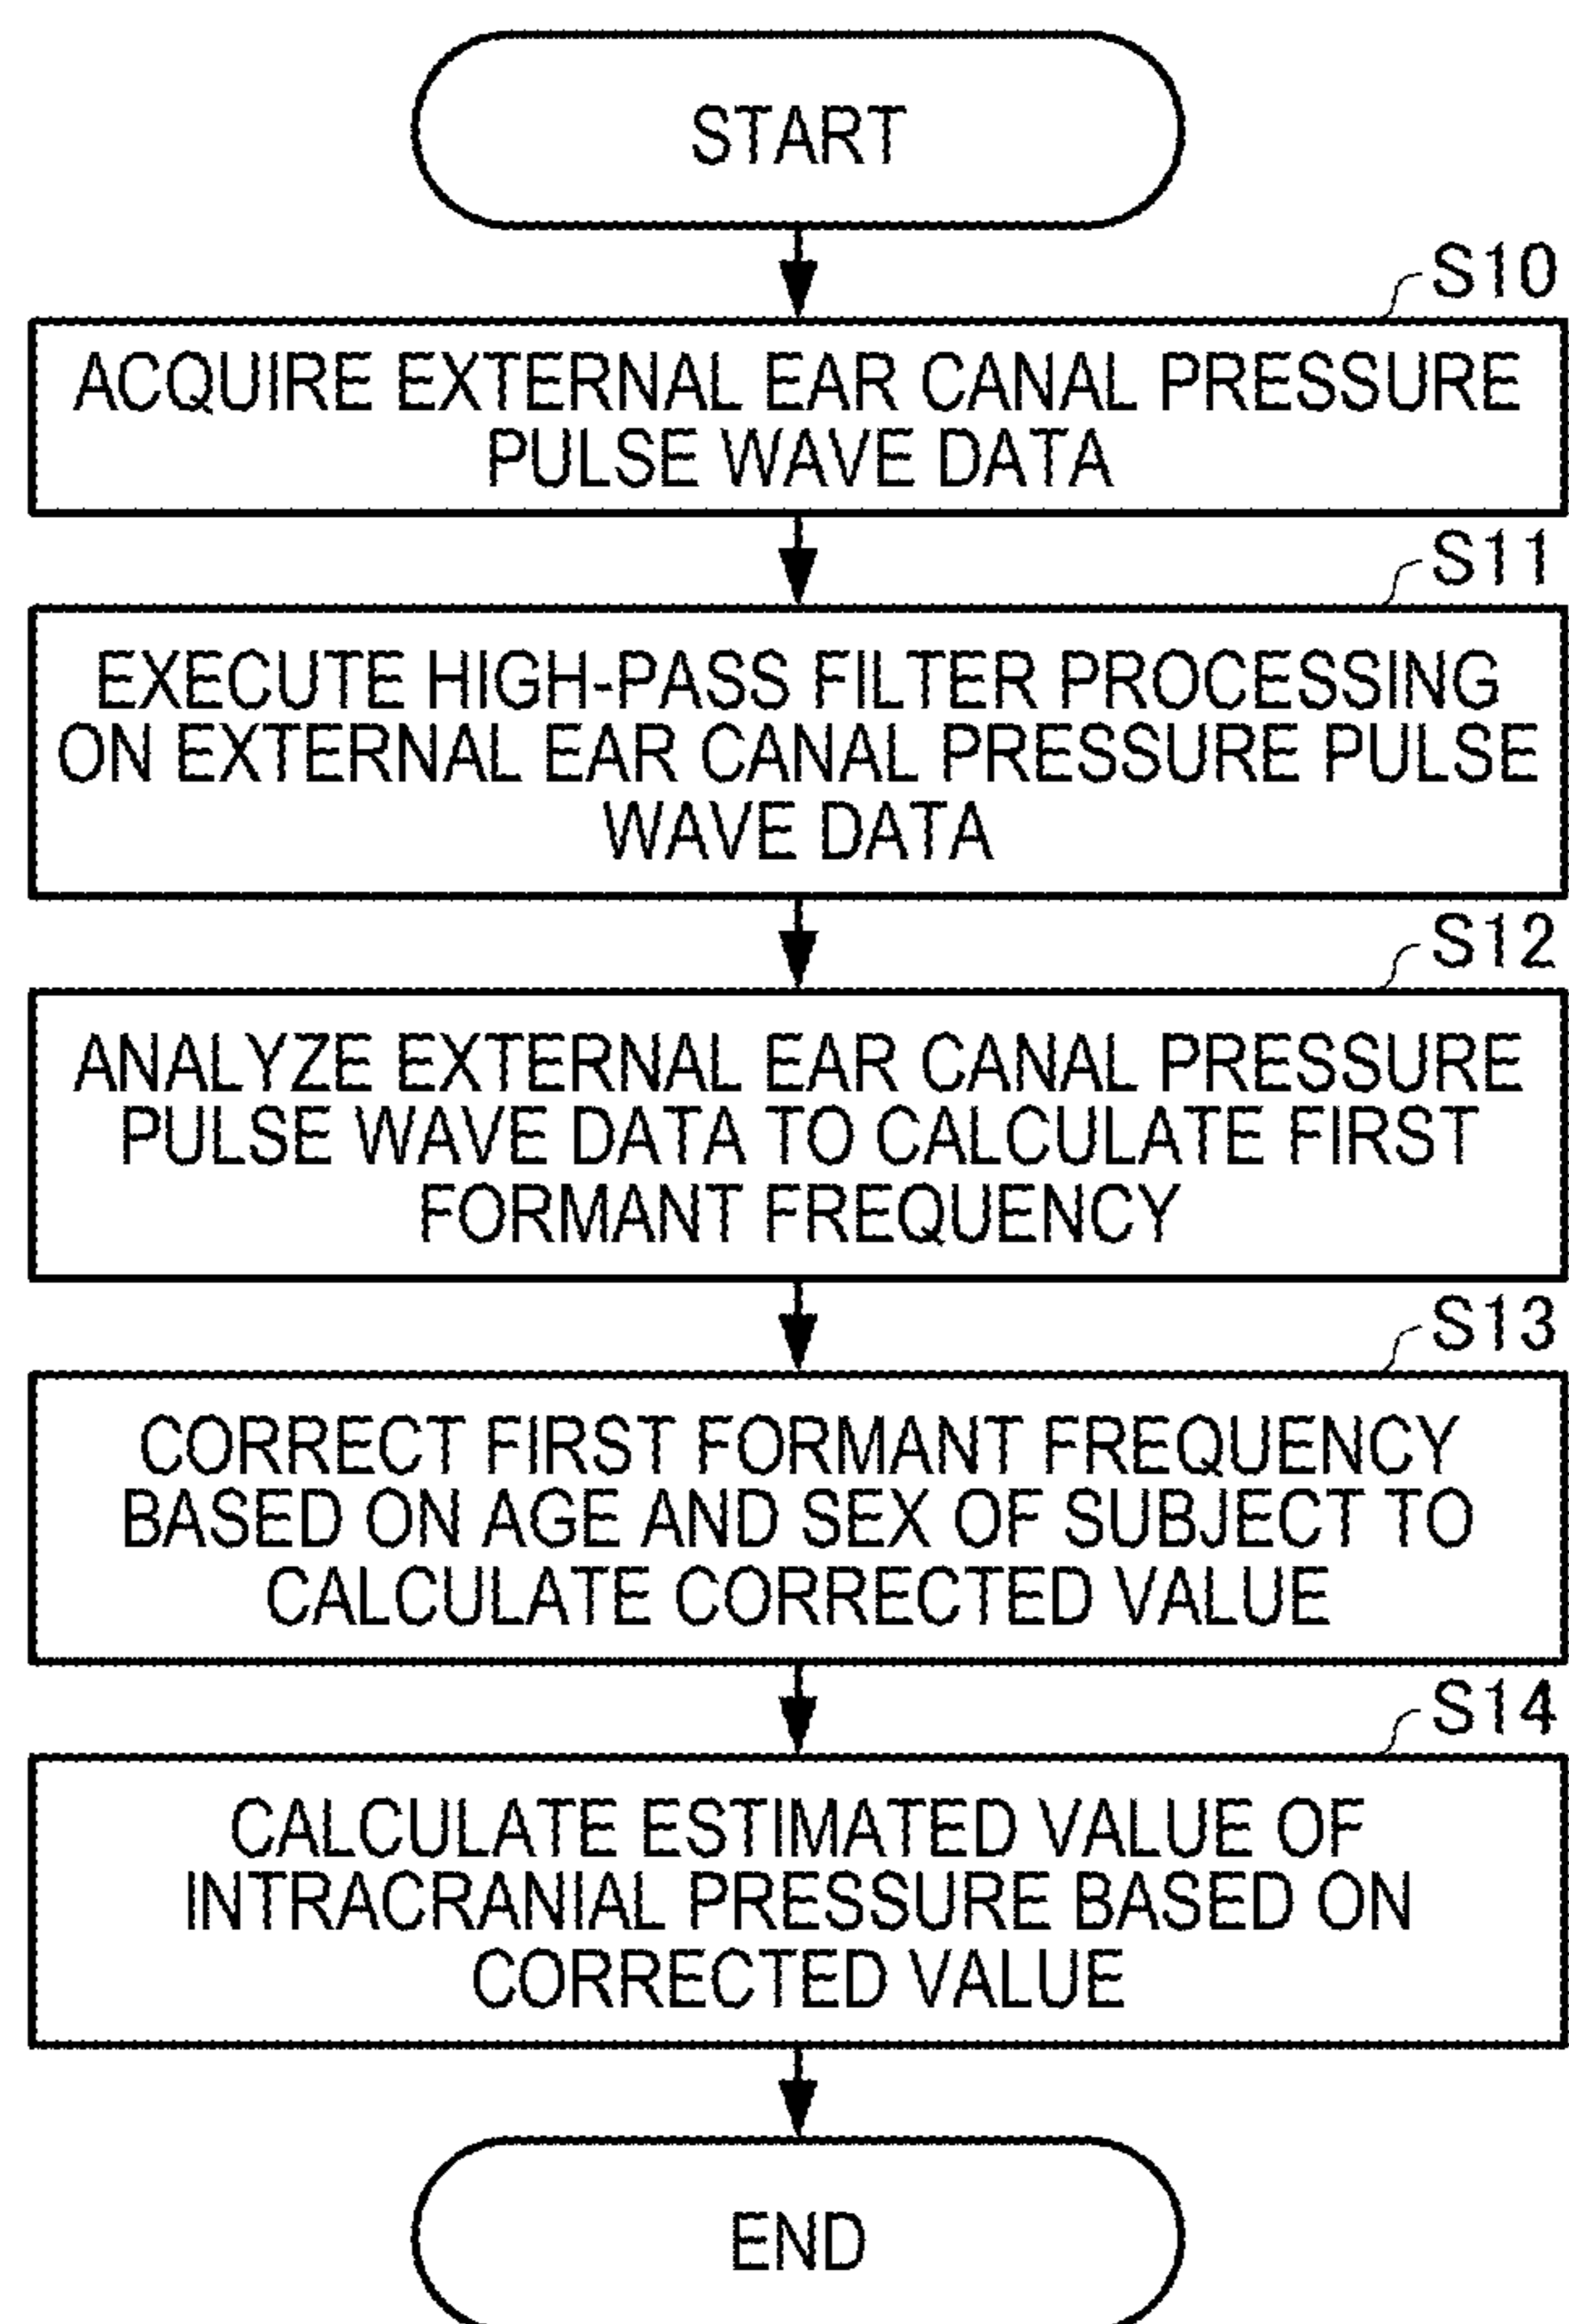 START
S10
ACQUIRE EXTERNAL EAR CANAL PRESSURE
PULSE WAVE DATA
S11
EXECUTE HIGH-PASS FILTER PROCESSING
ON EXTERNAL EAR CANAL PRESSURE PULSE
WAVE DATA
S12
ANALYZE EXTERNAL EAR CANAL PRESSURE
PULSE WAVE DATA TO CALCULATE FIRST
FORMANT FREQUENCY
S13
CORRECT FIRST FORMANT FREQUENCY
BASED ON AGE AND SEX OF SUBJECT TO
CALCULATE CORRECTED VALUE
S14
CALCULATE ESTIMATED VALUE OF
INTRACRANIAL PRESSURE BASED ON
CORRECTED VALUE
END